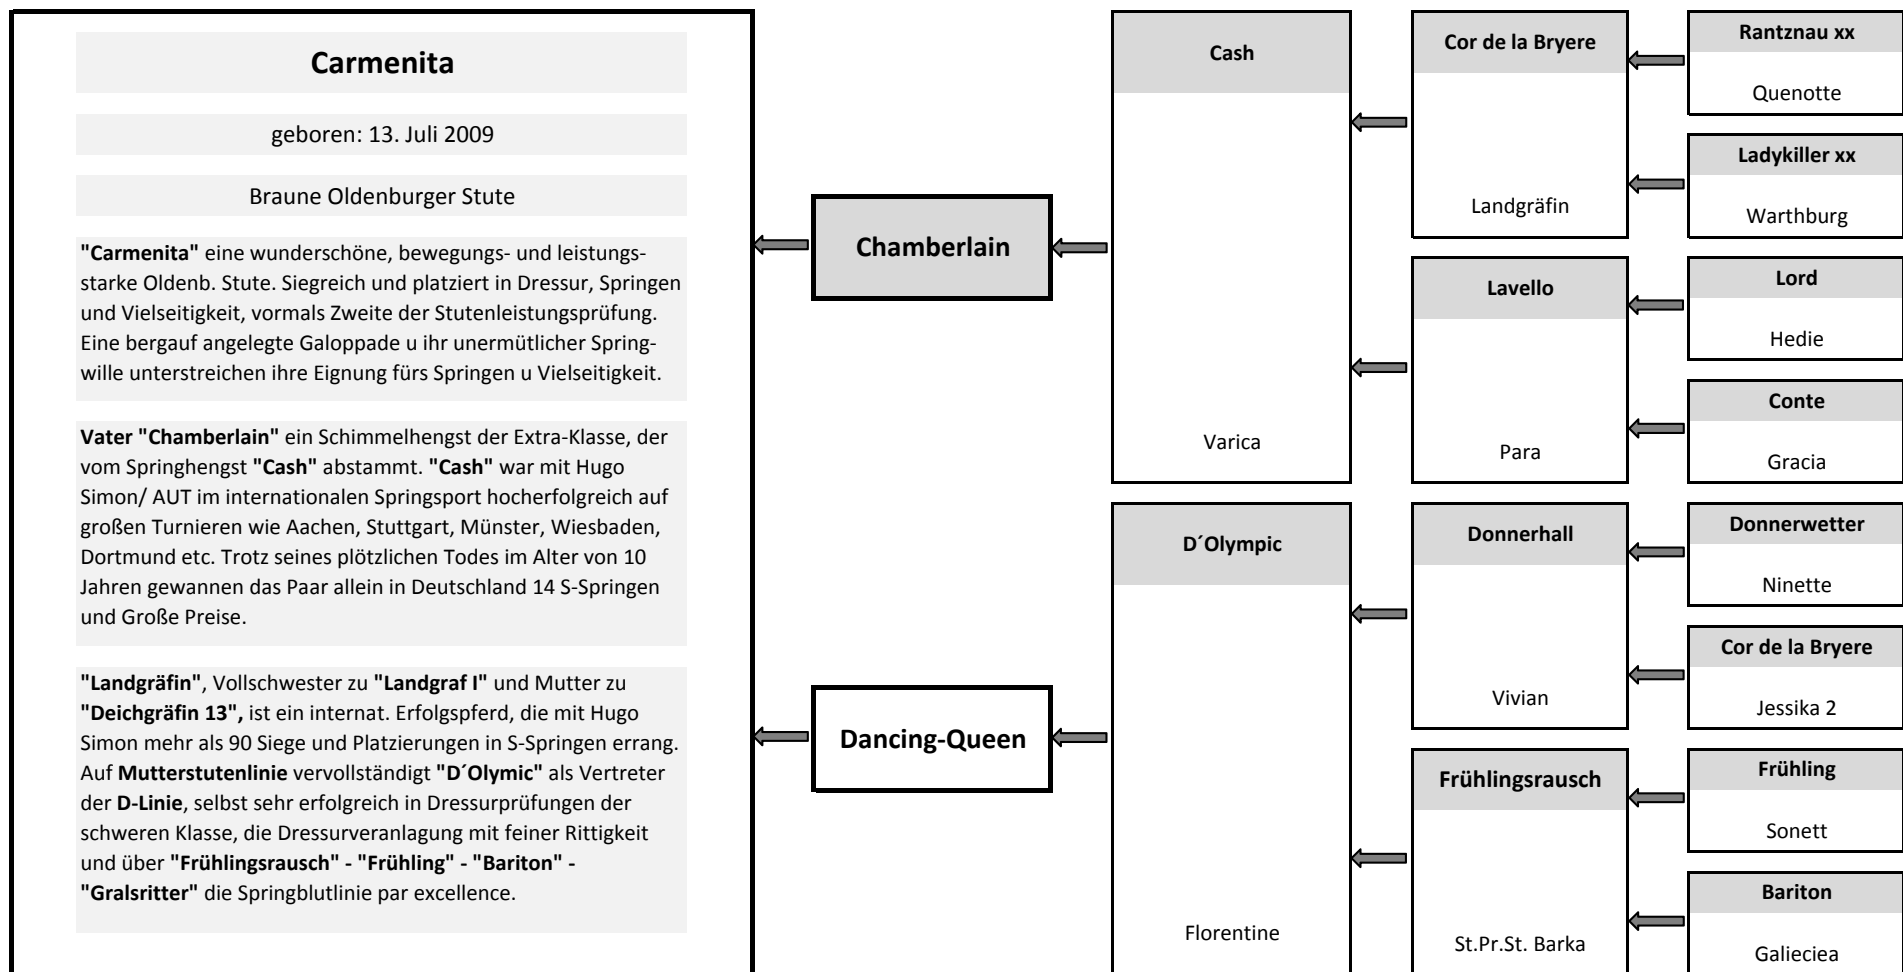 Carmenita
geboren: 13. Juli 2009
Braune Oldenburger Stute
"Carmenita" eine wunderschöne, bewegungs- und leistungs-
starke Oldenb. Stute. Siegreich und platziert in Dressur, Springen
und Vielseitigkeit, vormals Zweite der Stutenleistungsprüfung.
Eine bergauf angelegte Galoppade u ihr unermütlicher Spring-
wille unterstreichen ihre Eignung fürs Springen u Vielseitigkeit.
Vater "Chamberlain" ein Schimmelhengst der Extra-Klasse, der
vom Springhengst "Cash" abstammt. "Cash" war mit Hugo
Simon/ AUT im internationalen Springsport hocherfolgreich auf
großen Turnieren wie Aachen, Stuttgart, Münster, Wiesbaden,
Dortmund etc. Trotz seines plötzlichen Todes im Alter von 10
Jahren gewannen das Paar allein in Deutschland 14 S-Springen
und Große Preise.
"Landgräfin", Vollschwester zu "Landgraf I" und Mutter zu
"Deichgräfin 13", ist ein internat. Erfolgspferd, die mit Hugo
Simon mehr als 90 Siege und Platzierungen in S-Springen errang.
Auf Mutterstutenlinie vervollständigt "D´Olymic" als Vertreter
der D-Linie, selbst sehr erfolgreich in Dressurprüfungen der
schweren Klasse, die Dressurveranlagung mit feiner Rittigkeit
und über "Frühlingsrausch" - "Frühling" - "Bariton" -
"Gralsritter" die Springblutlinie par excellence.
Chamberlain
Dancing-Queen
Cash
Varica
D´Olympic
Florentine
Cor de la Bryere
Landgräfin
Lavello
Para
Donnerhall
Vivian
Frühlingsrausch
St.Pr.St. Barka
Rantznau xx
Quenotte
Ladykiller xx
Warthburg
Lord
Hedie
Conte
Gracia
Donnerwetter
Ninette
Cor de la Bryere
Jessika 2
Frühling
Sonett
Bariton
Galieciea